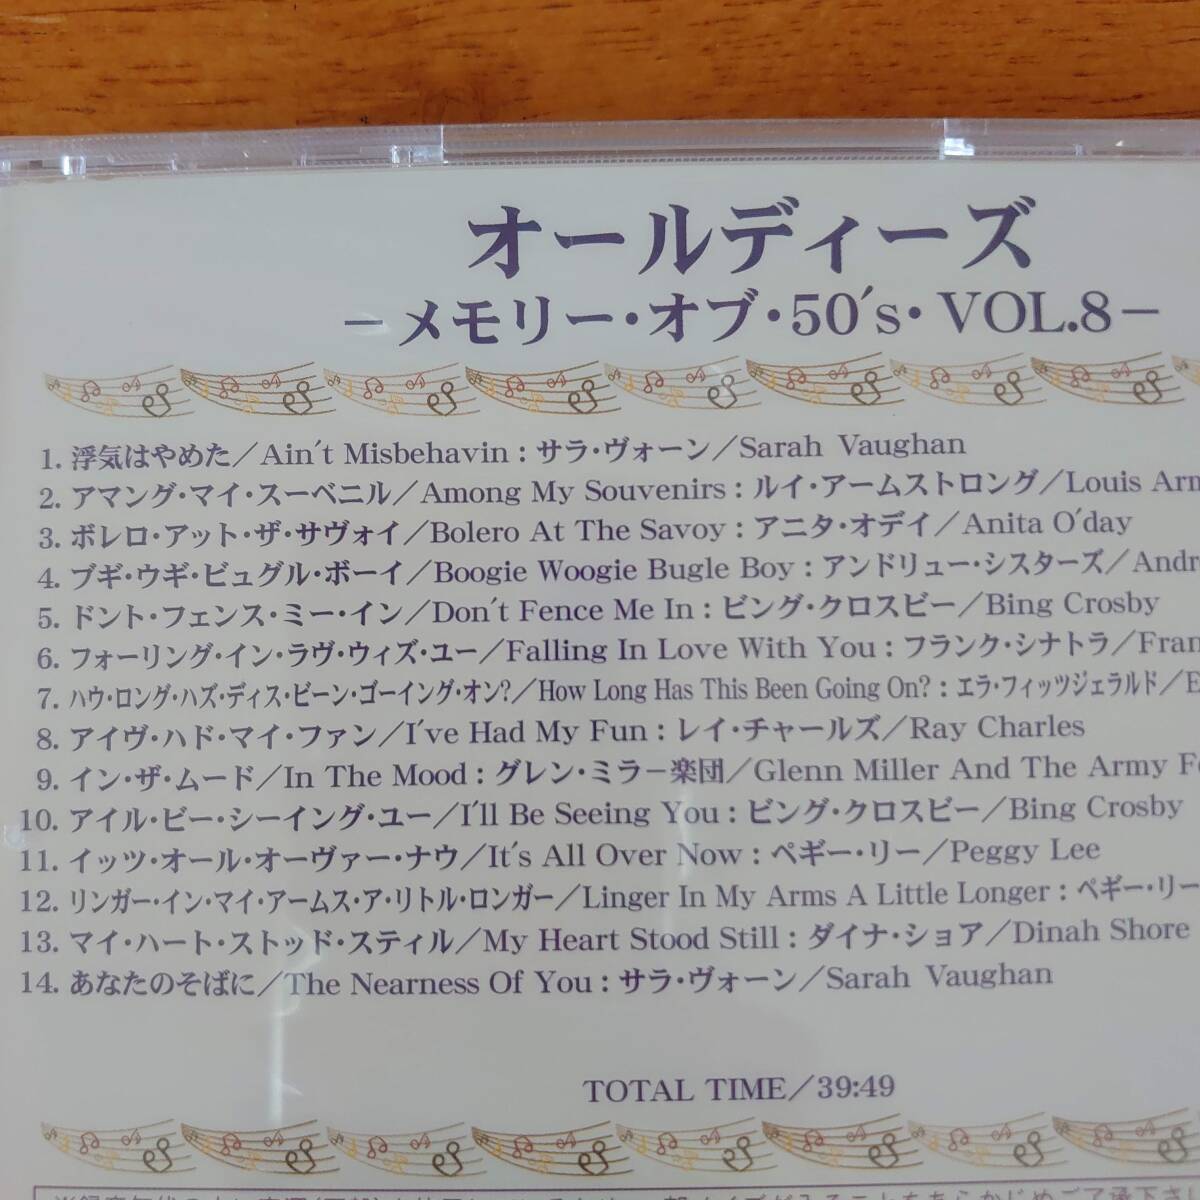 オールディーズ
－メモリー・オブ・50's・VOL.8－
1. 浮気はやめた／Ain't Misbehavin : サラ・ヴォーン／Sarah Vaughan
2. アマング・マイ・スーベニル／Among My Souvenirs : ルイ・アームストロング／Louis Arm
3. ボレロ・アット・ザ・サヴォイ／Bolero At The Savoy : アニタ・オデイ／Anita O'day
4. ブギ・ウギ・ビュグル・ボーイ／Boogie Woogie Bugle Boy : アンドリュー・シスターズ／Andr
5. ドント・フェンス・ミー・イン／Don't Fence Me In : ビング・クロスビー／Bing Crosby
6. フォーリング・イン・ラヴ・ウィズ・ユー／Falling In Love With You : フランク・シナトラ／Fran
7. ハウ・ロング・ハズ・ディス・ビーン・ゴーイング・オン?／How Long Has This Been Going On? : エラ・フィッツジェラルド／E
8. アイヴ・ハド・マイ・ファン／I've Had My Fun : レイ・チャールズ／Ray Charles
9. イン・ザ・ムード／In The Mood : グレン・ミラー楽団／Glenn Miller And The Army F
10. アイル・ビー・シーイング・ユー／I'll Be Seeing You : ビング・クロスビー／Bing Crosby
11. イッツ・オール・オーヴァー・ナウ／It's All Over Now : ペギー・リー／Peggy Lee
12. リンガー・イン・マイ・アームス・ア・リトル・ロンガー／Linger In My Arms A Little Longer : ペギー・リー
13. マイ・ハート・ストッド・スティル／My Heart Stood Still : ダイナ・ショア／Dinah Shore
14. あなたのそばに／The Nearness Of You : サラ・ヴォーン／Sarah Vaughan
TOTAL TIME／39:49